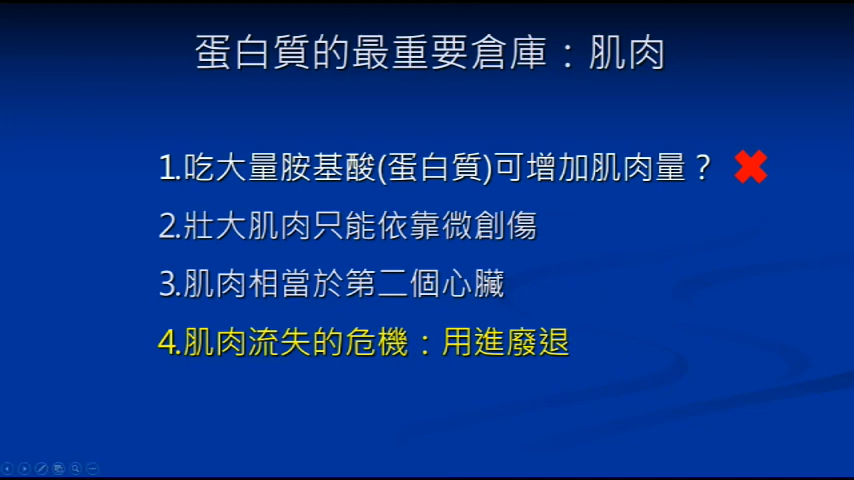 蛋白質的最重要倉庫：肌肉
1.吃大量胺基酸(蛋白質)可增加肌肉量？
2.壯大肌肉只能依靠微創傷
3.肌肉相當於第二個心臟
4.肌肉流失的危機：用進廢退